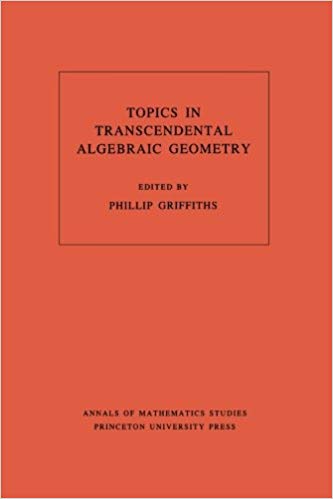 TOPICS IN
TRANSCENDENTAL
ALGEBRAIC GEOMETRY
EDITED BY
PHILLIP GRIFFITHS
ANNALS OF MATHEMATICS STUDIES
PRINCETON UNIVERSITY PRESS